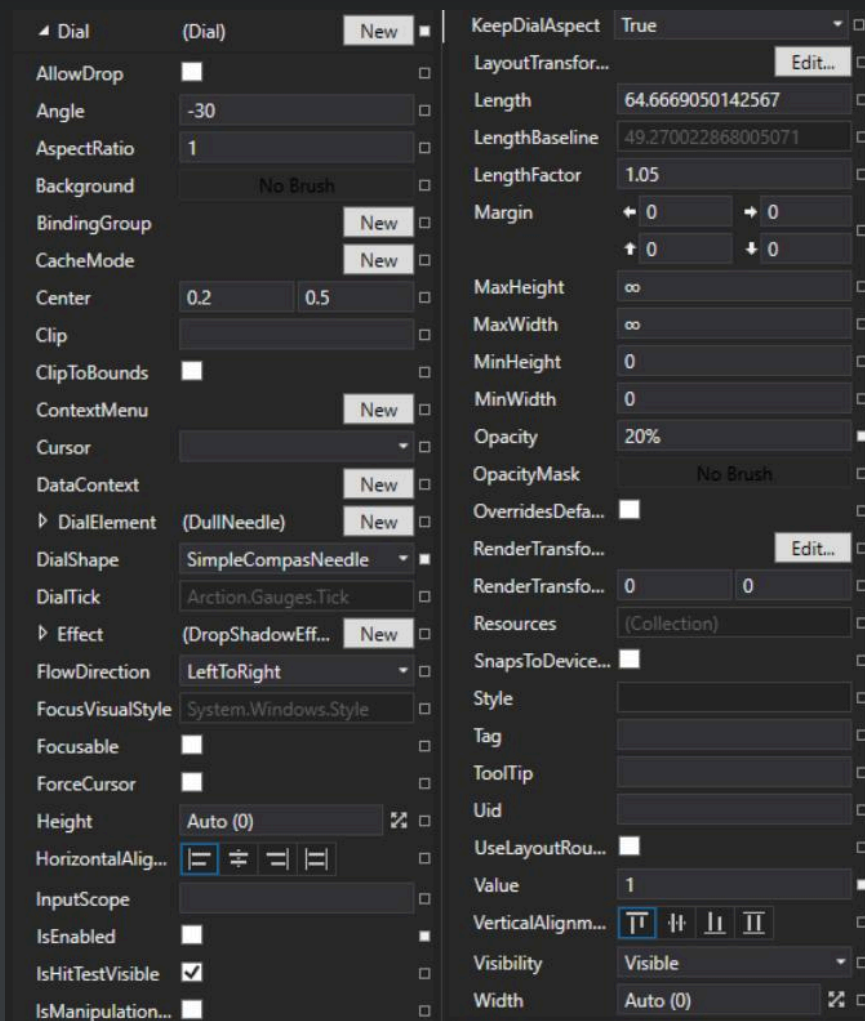 Dial (Dial) New
AllowDrop
Angle -30
AspectRatio 1
Background No Brush
BindingGroup New
CacheMode New
Center 0.2 0.5
Clip
ClipToBounds
ContextMenu New
Cursor
DataContext New
DialElement (DullNeedle) New
DialShape SimpleCompasNeedle
DialTick Arction.Gauges.Tick
Effect (DropShadowEff... New
FlowDirection LeftToRight
FocusVisualStyle System.Windows.Style
Focusable
ForceCursor
Height Auto (0)
HorizontalAlig...
InputScope
IsEnabled
IsHitTestVisible
IsManipulation...
KeepDialAspect True
LayoutTransfor... Edit...
Length 64.6669050142567
LengthBaseline 49.270022868005071
LengthFactor 1.05
Margin 0 0
0 0
MaxHeight ∞
MaxWidth ∞
MinHeight 0
MinWidth 0
Opacity 20%
OpacityMask No Brush
OverridesDefa...
RenderTransfo... Edit...
RenderTransfo... 0 0
Resources (Collection)
SnapsToDevice...
Style
Tag
ToolTip
Uid
UseLayoutRou...
Value 1
VerticalAlignm...
Visibility Visible
Width Auto (0)